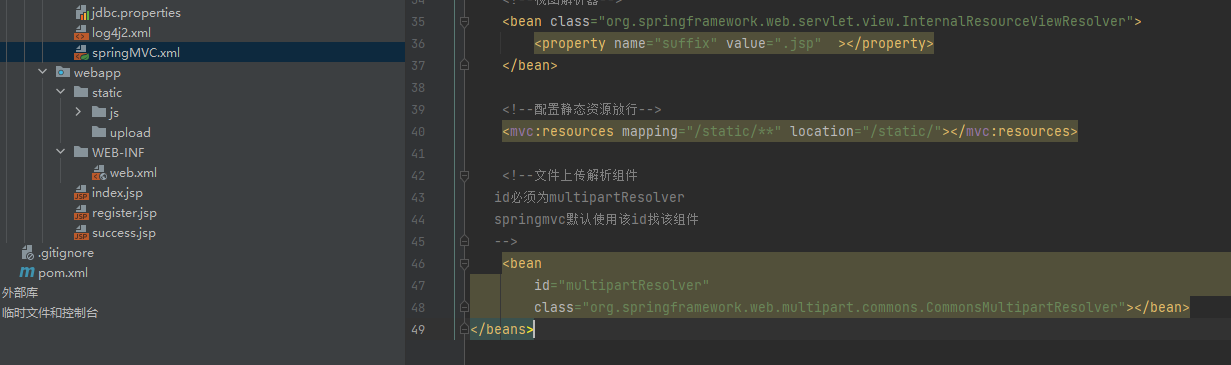 jdbc.properties
log4j2.xml
springMVC.xml
webapp
static
js
upload
WEB-INF
web.xml
index.jsp
register.jsp
success.jsp
.gitignore
pom.xml
外部库
临时文件和控制台
34 <!--视图解析器-->
35 <bean class="org.springframework.web.servlet.view.InternalResourceViewResolver">
36 <property name="suffix" value=".jsp" ></property>
37 </bean>
38
39 <!--配置静态资源放行-->
40 <mvc:resources mapping="/static/**" location="/static/"></mvc:resources>
41
42 <!--文件上传解析组件
43 id必须为multipartResolver
44 springmvc默认使用该id找该组件
45 -->
46 <bean
47 id="multipartResolver"
48 class="org.springframework.web.multipart.commons.CommonsMultipartResolver"></bean>
49 </beans>